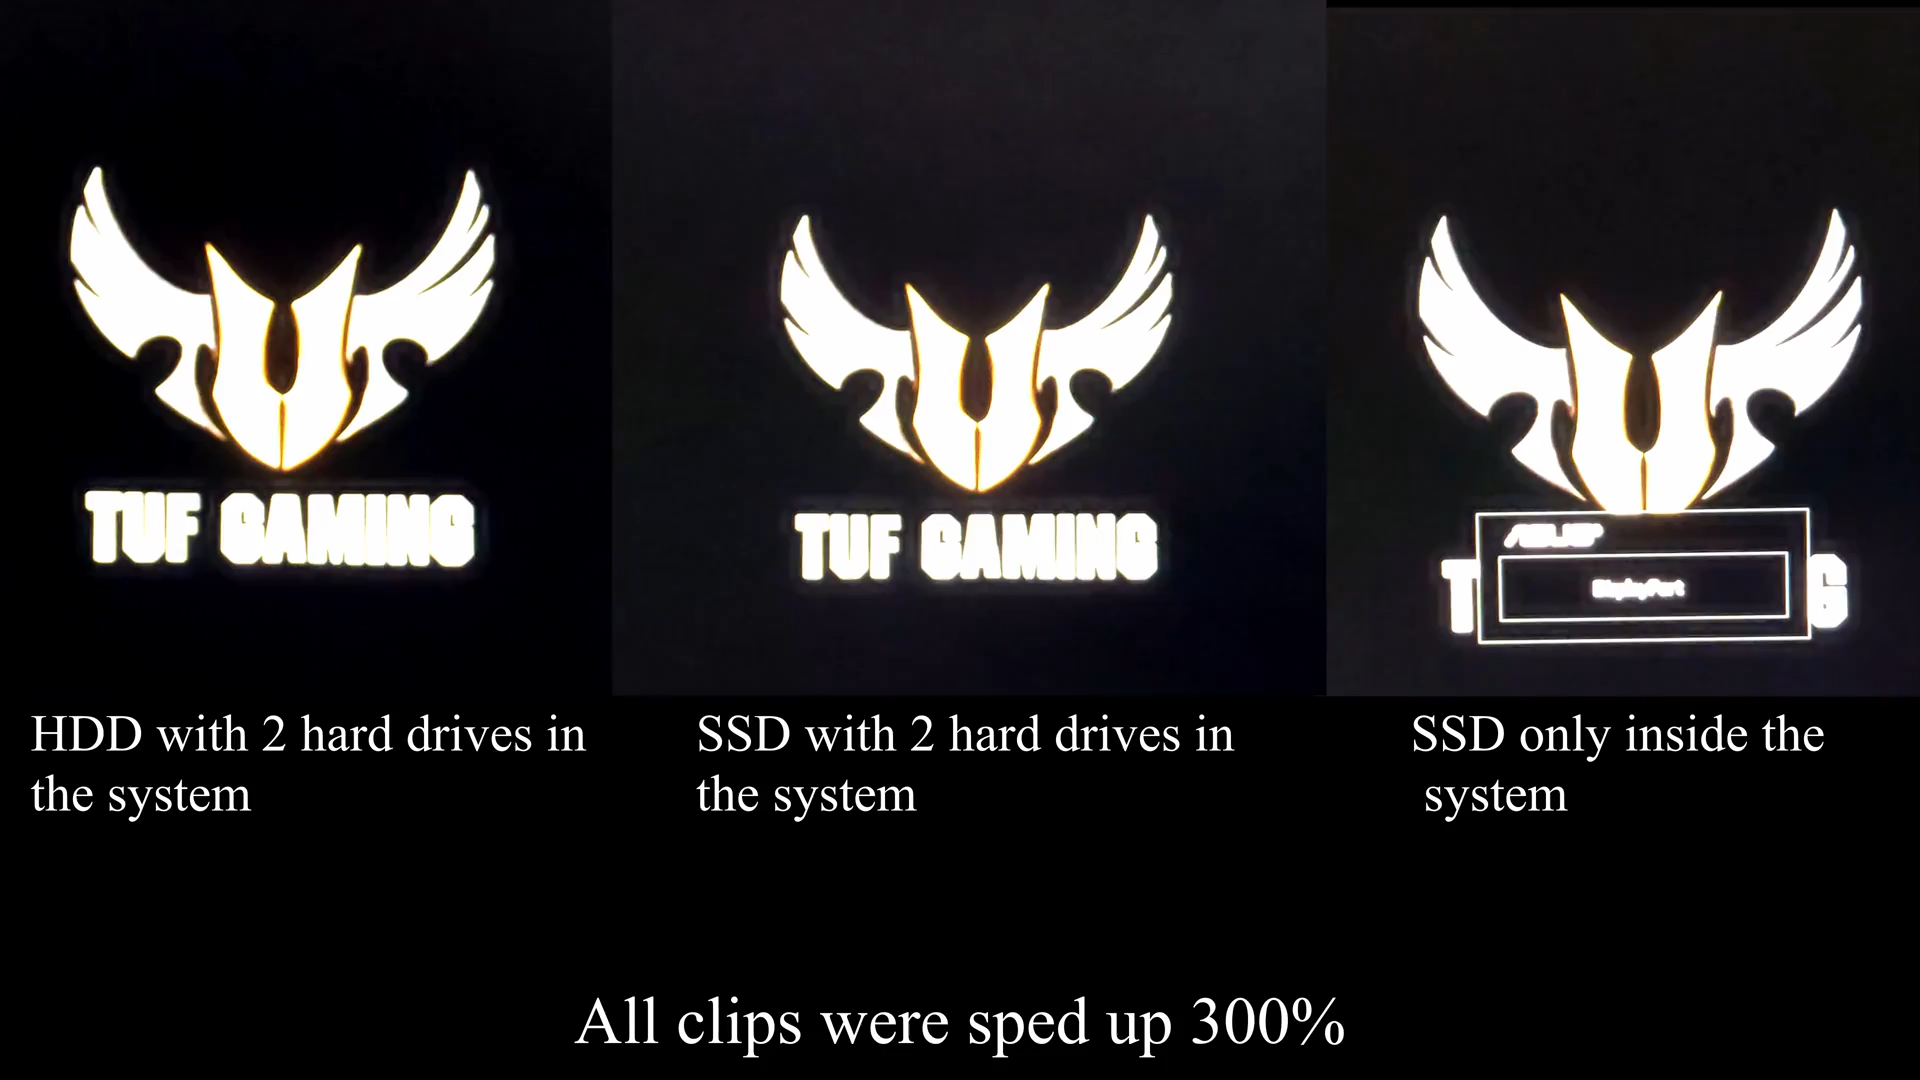 TUF GAMING
TUF GAMING
DisplayPort
HDD with 2 hard drives in
the system
SSD with 2 hard drives in
the system
SSD only inside the
system
All clips were sped up 300%